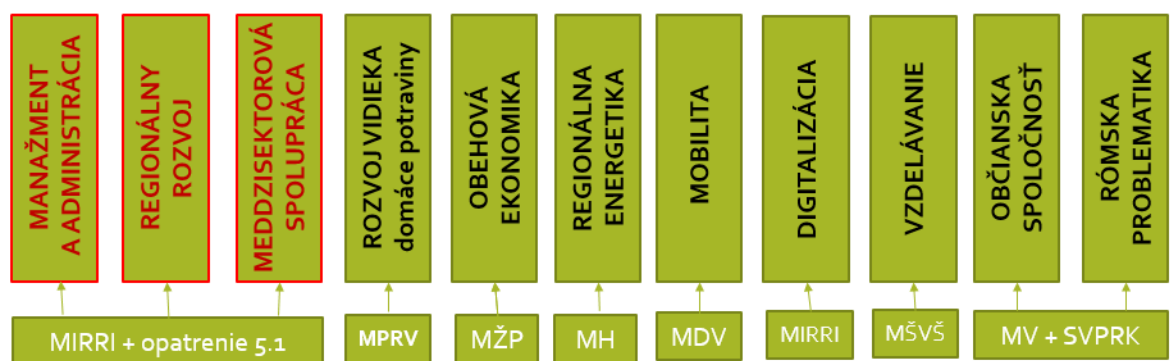 MANAŽMENT
A ADMINISTRÁCIA
REGIONÁLNY
ROZVOJ
MEDDZISEKTOROVÁ
SPOLUPRÁCA
ROZVOJ VIDIEKA
domáce potraviny
OBEHOVÁ
EKONOMIKA
REGIONÁLNA
ENERGETIKA
MOBILITA
DIGITALIZÁCIA
VZDELÁVANIE
OBČIANSKA
SPOLOČNOSŤ
RÓMSKA
PROBLEMATIKA
MIRRI + opatrenie 5.1
MPRV
MŽP
MH
MDV
MIRRI
MŠVŠ
MV + SVPRK